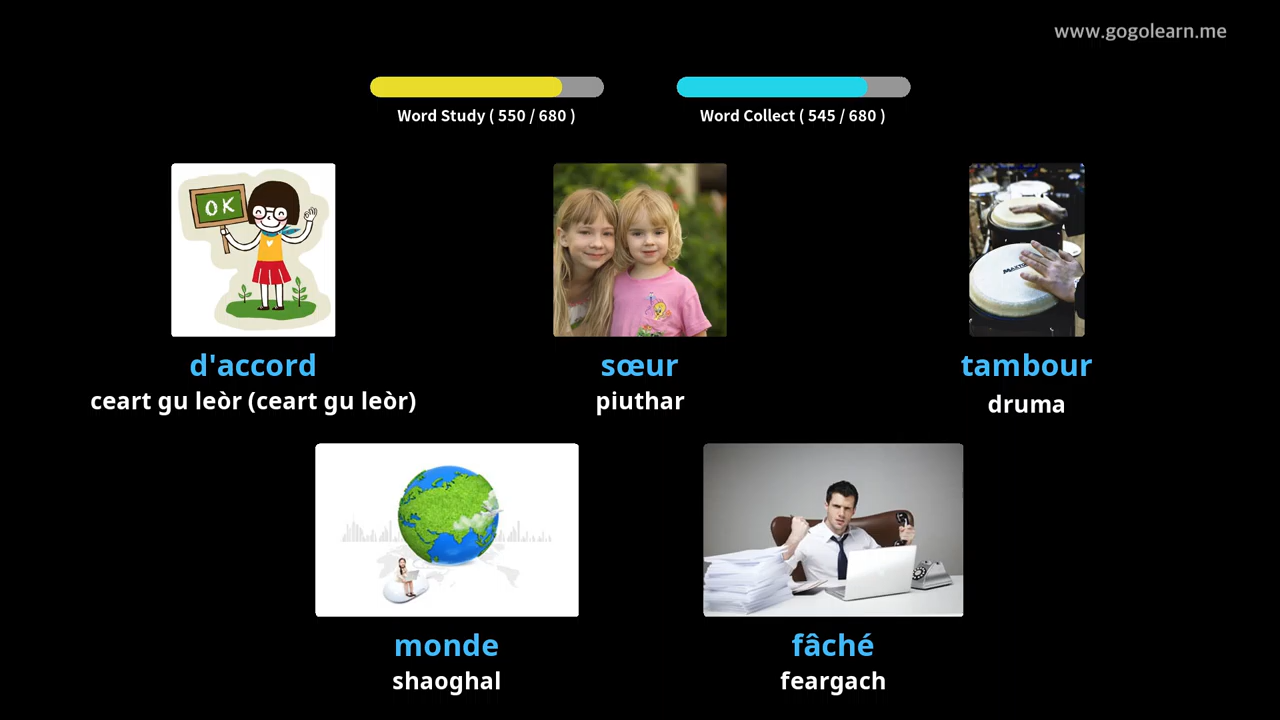 www.gogolearn.me
Word Study ( 550 / 680 )
Word Collect ( 545 / 680 )
OK
d'accord
ceart gu leòr (ceart gu leòr)
sœur
piuthar
tambour
druma
monde
shaoghal
fâché
feargach